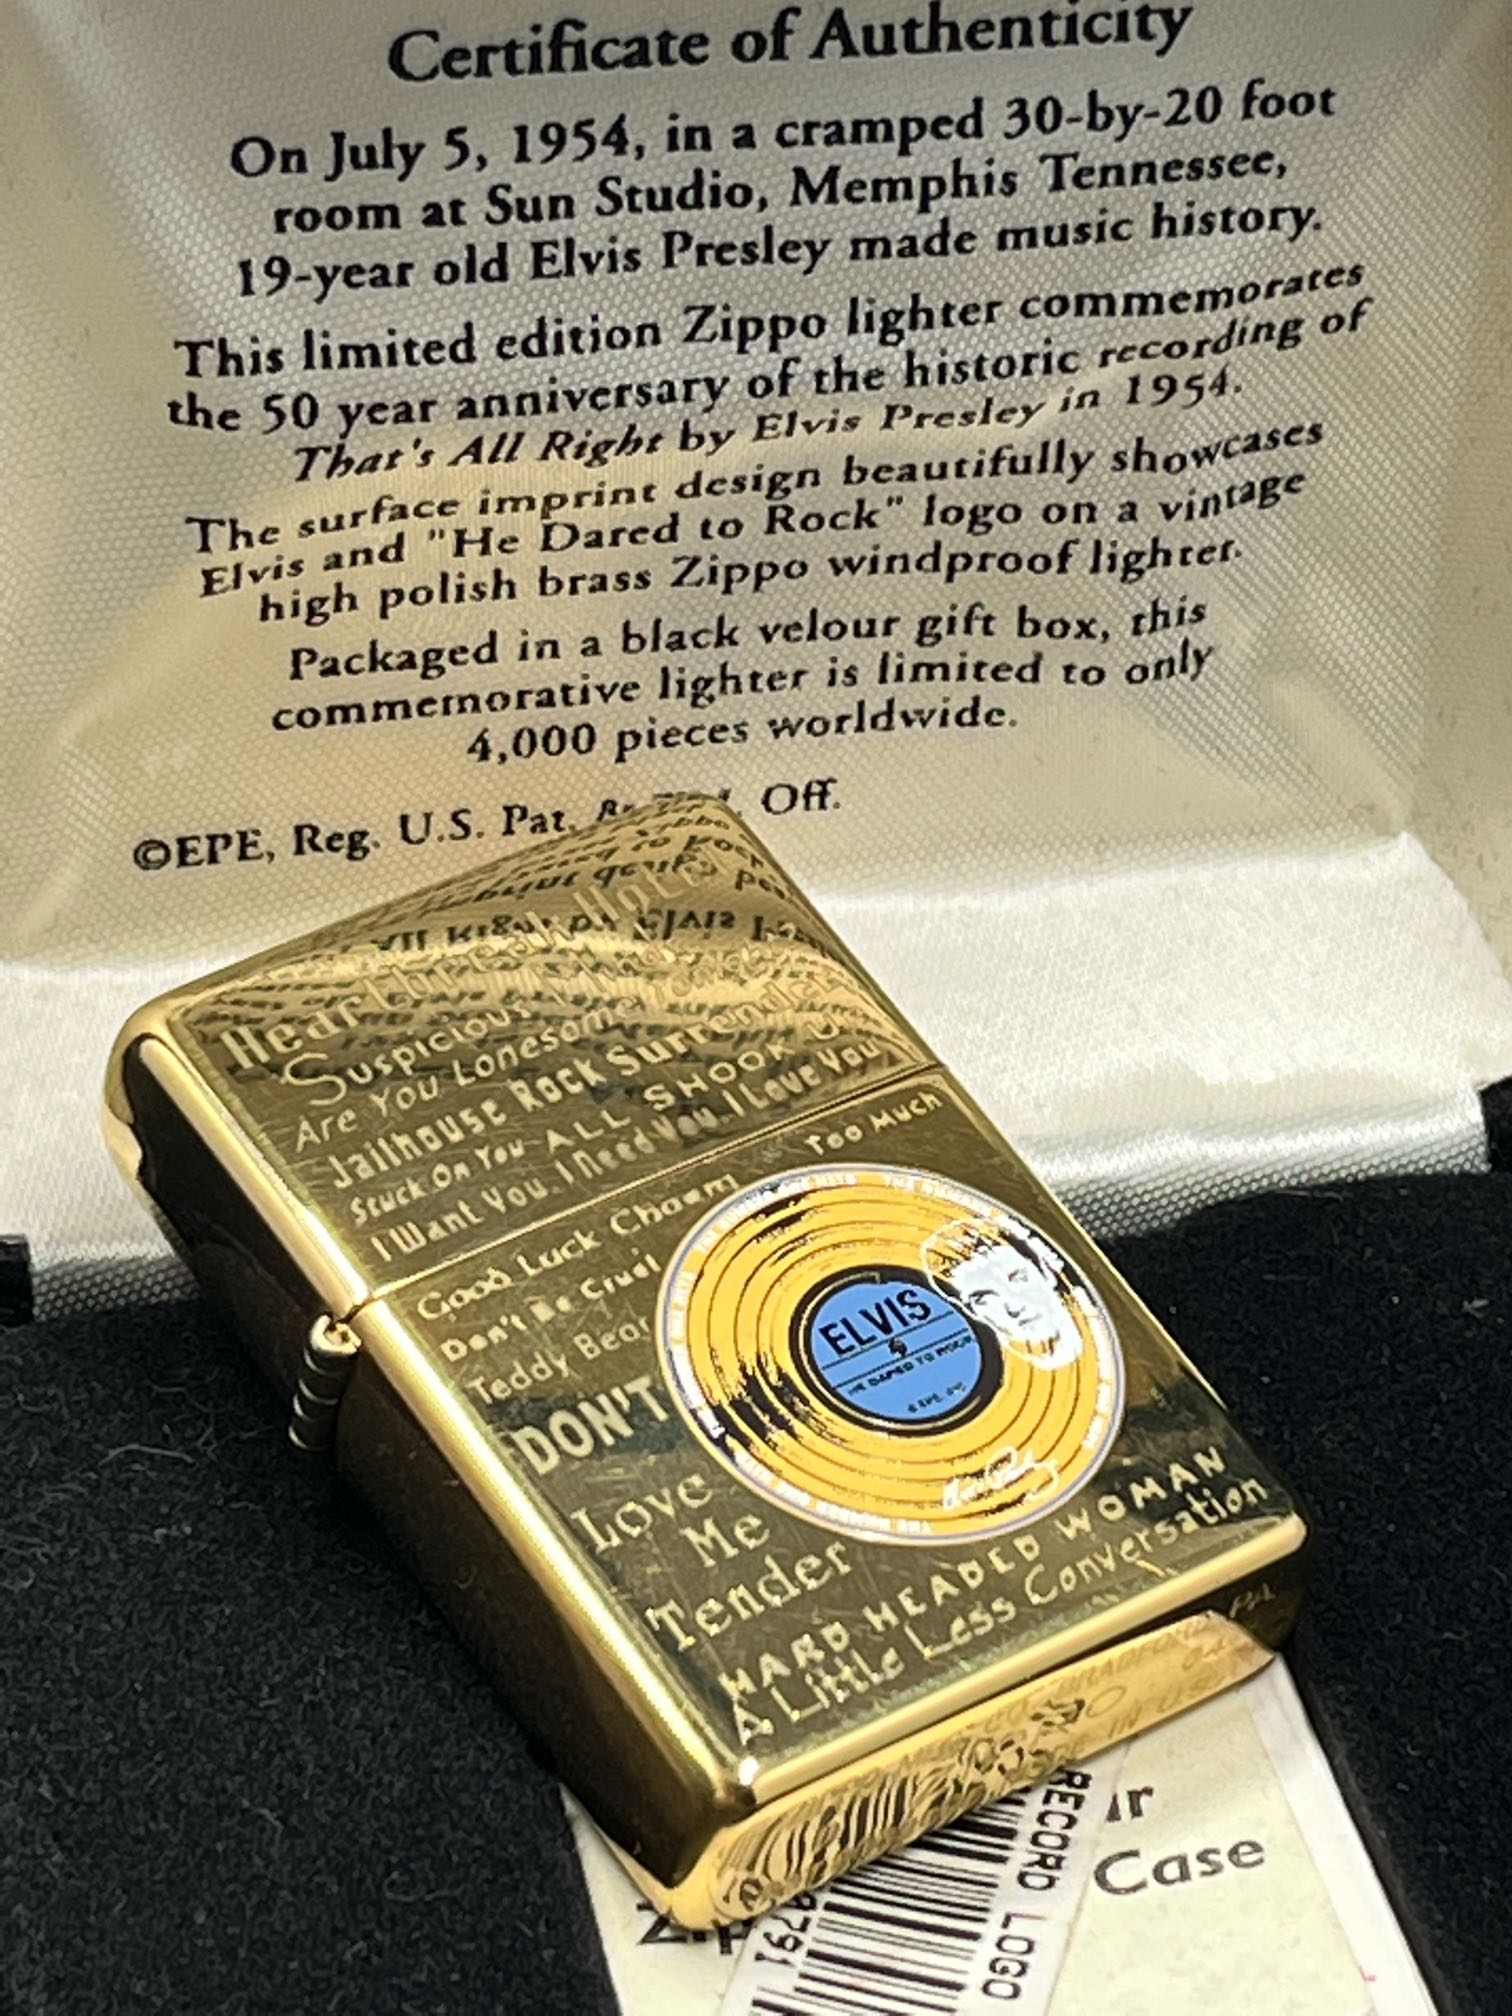 Certificate of Authenticity
On July 5, 1954, in a cramped 30-by-20 foot
room at Sun Studio, Memphis Tennessee,
19-year old Elvis Presley made music history.
This limited edition Zippo lighter commemorates
the 50 year anniversary of the historic recording of
That's All Right by Elvis Presley in 1954.
The surface imprint design beautifully showcases
Elvis and "He Dared to Rock" logo on a vintage
high polish brass Zippo windproof lighter.
Packaged in a black velour gift box, this
commemorative lighter is limited to only
4,000 pieces worldwide.
©EPE, Reg. U.S. Pat. Off.
Suspicious
Are You Lonesome
Jailhouse Rock Surrender
Stuck On You ALL SHOOK
I Want You. I Need You. I Love You
Too Much
Good Luck Charm
Don't Be Cruel
Teddy Bear
DON'T
Love
Me
Tender
HARD HEADED WOMAN
A Little Less Conversation
ELVIS
HE DARED TO ROCK
RECORD LOGO
Case